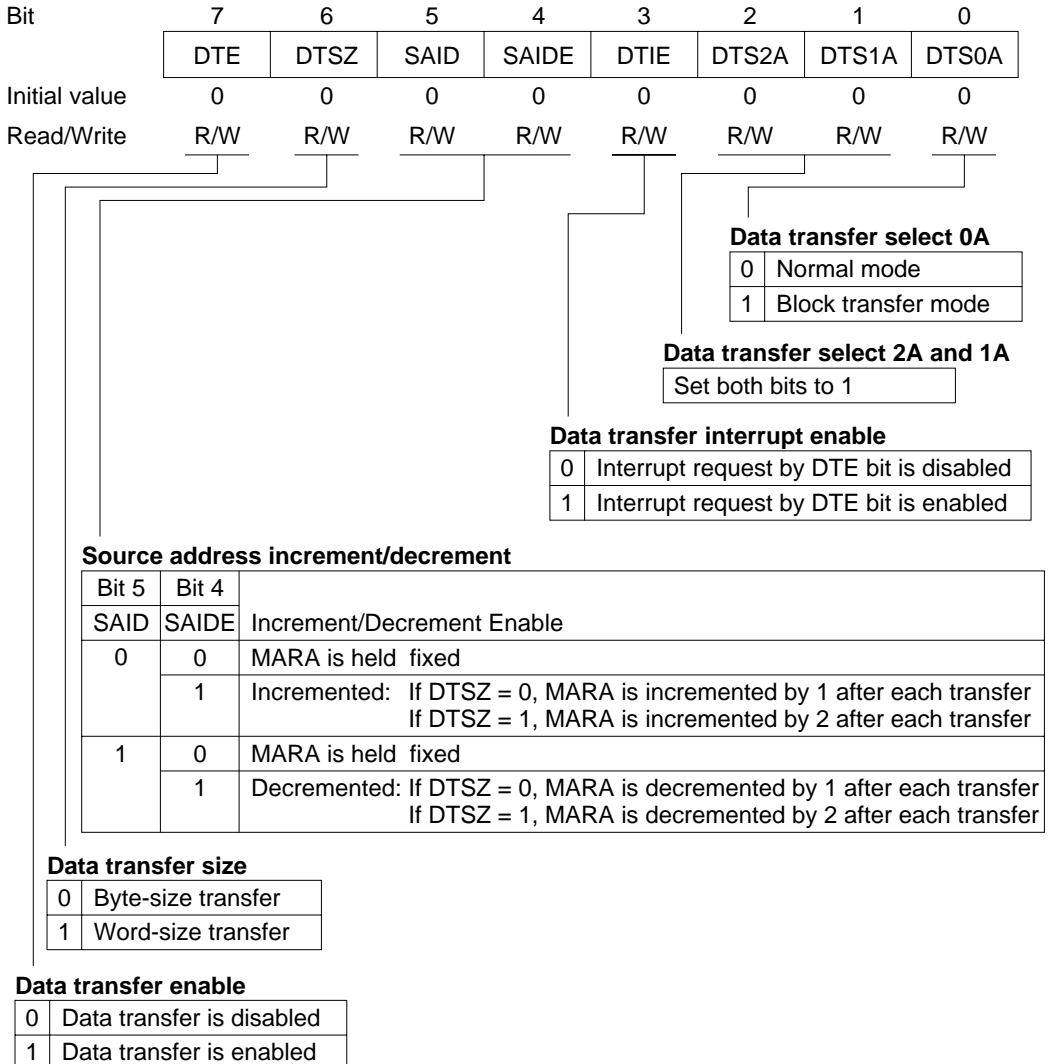 Bit 7 6 5 4 3 2 1 0
DTE DTSZ SAID SAIDE DTIE DTS2A DTS1A DTS0A
Initial value 0 0 0 0 0 0 0 0
Read/Write R/W R/W R/W R/W R/W R/W R/W R/W
Data transfer select 0A
0 Normal mode
1 Block transfer mode
Data transfer select 2A and 1A
Set both bits to 1
Data transfer interrupt enable
0 Interrupt request by DTE bit is disabled
1 Interrupt request by DTE bit is enabled
Source address increment/decrement
Bit 5 Bit 4
SAID SAIDE Increment/Decrement Enable
0 0 MARA is held fixed
1 Incremented: If DTSZ = 0, MARA is incremented by 1 after each transfer
If DTSZ = 1, MARA is incremented by 2 after each transfer
1 0 MARA is held fixed
1 Decremented: If DTSZ = 0, MARA is decremented by 1 after each transfer
If DTSZ = 1, MARA is decremented by 2 after each transfer
Data transfer size
0 Byte-size transfer
1 Word-size transfer
Data transfer enable
0 Data transfer is disabled
1 Data transfer is enabled